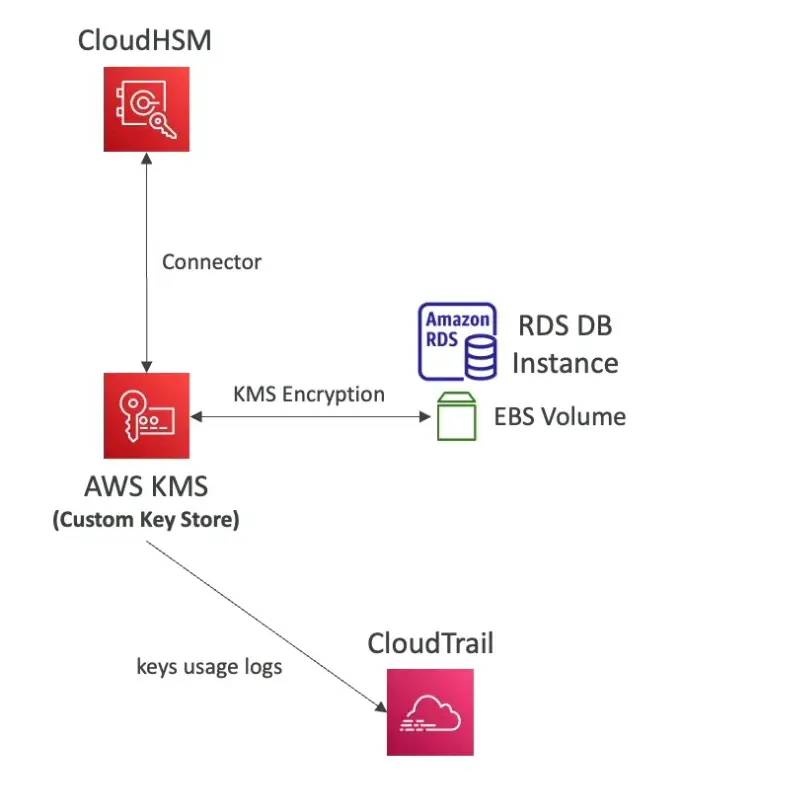 CloudHSM
Connector
Amazon
RDS
RDS DB
Instance
KMS Encryption
EBS Volume
AWS KMS
(Custom Key Store)
CloudTrail
keys usage logs